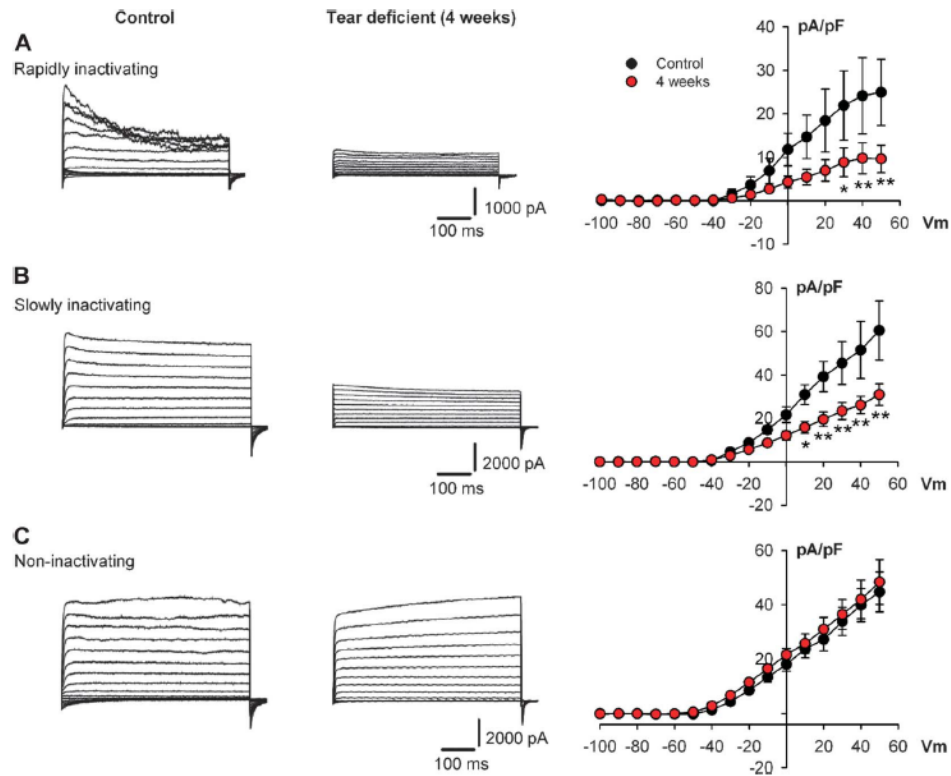 Control
Tear deficient (4 weeks)
A
Rapidly inactivating
1000 pA
100 ms
pA/pF
Control
4 weeks
40
30
20
10
-10
* ** **
-100 -80 -60 -40 -20 20 40 60 Vm
B
Slowly inactivating
2000 pA
100 ms
pA/pF
80
60
40
20
-20
* ** ** ** **
-100 -80 -60 -40 -20 20 40 60 Vm
C
Non-inactivating
2000 pA
100 ms
pA/pF
60
40
20
-20
-100 -80 -60 -40 -20 20 40 60 Vm